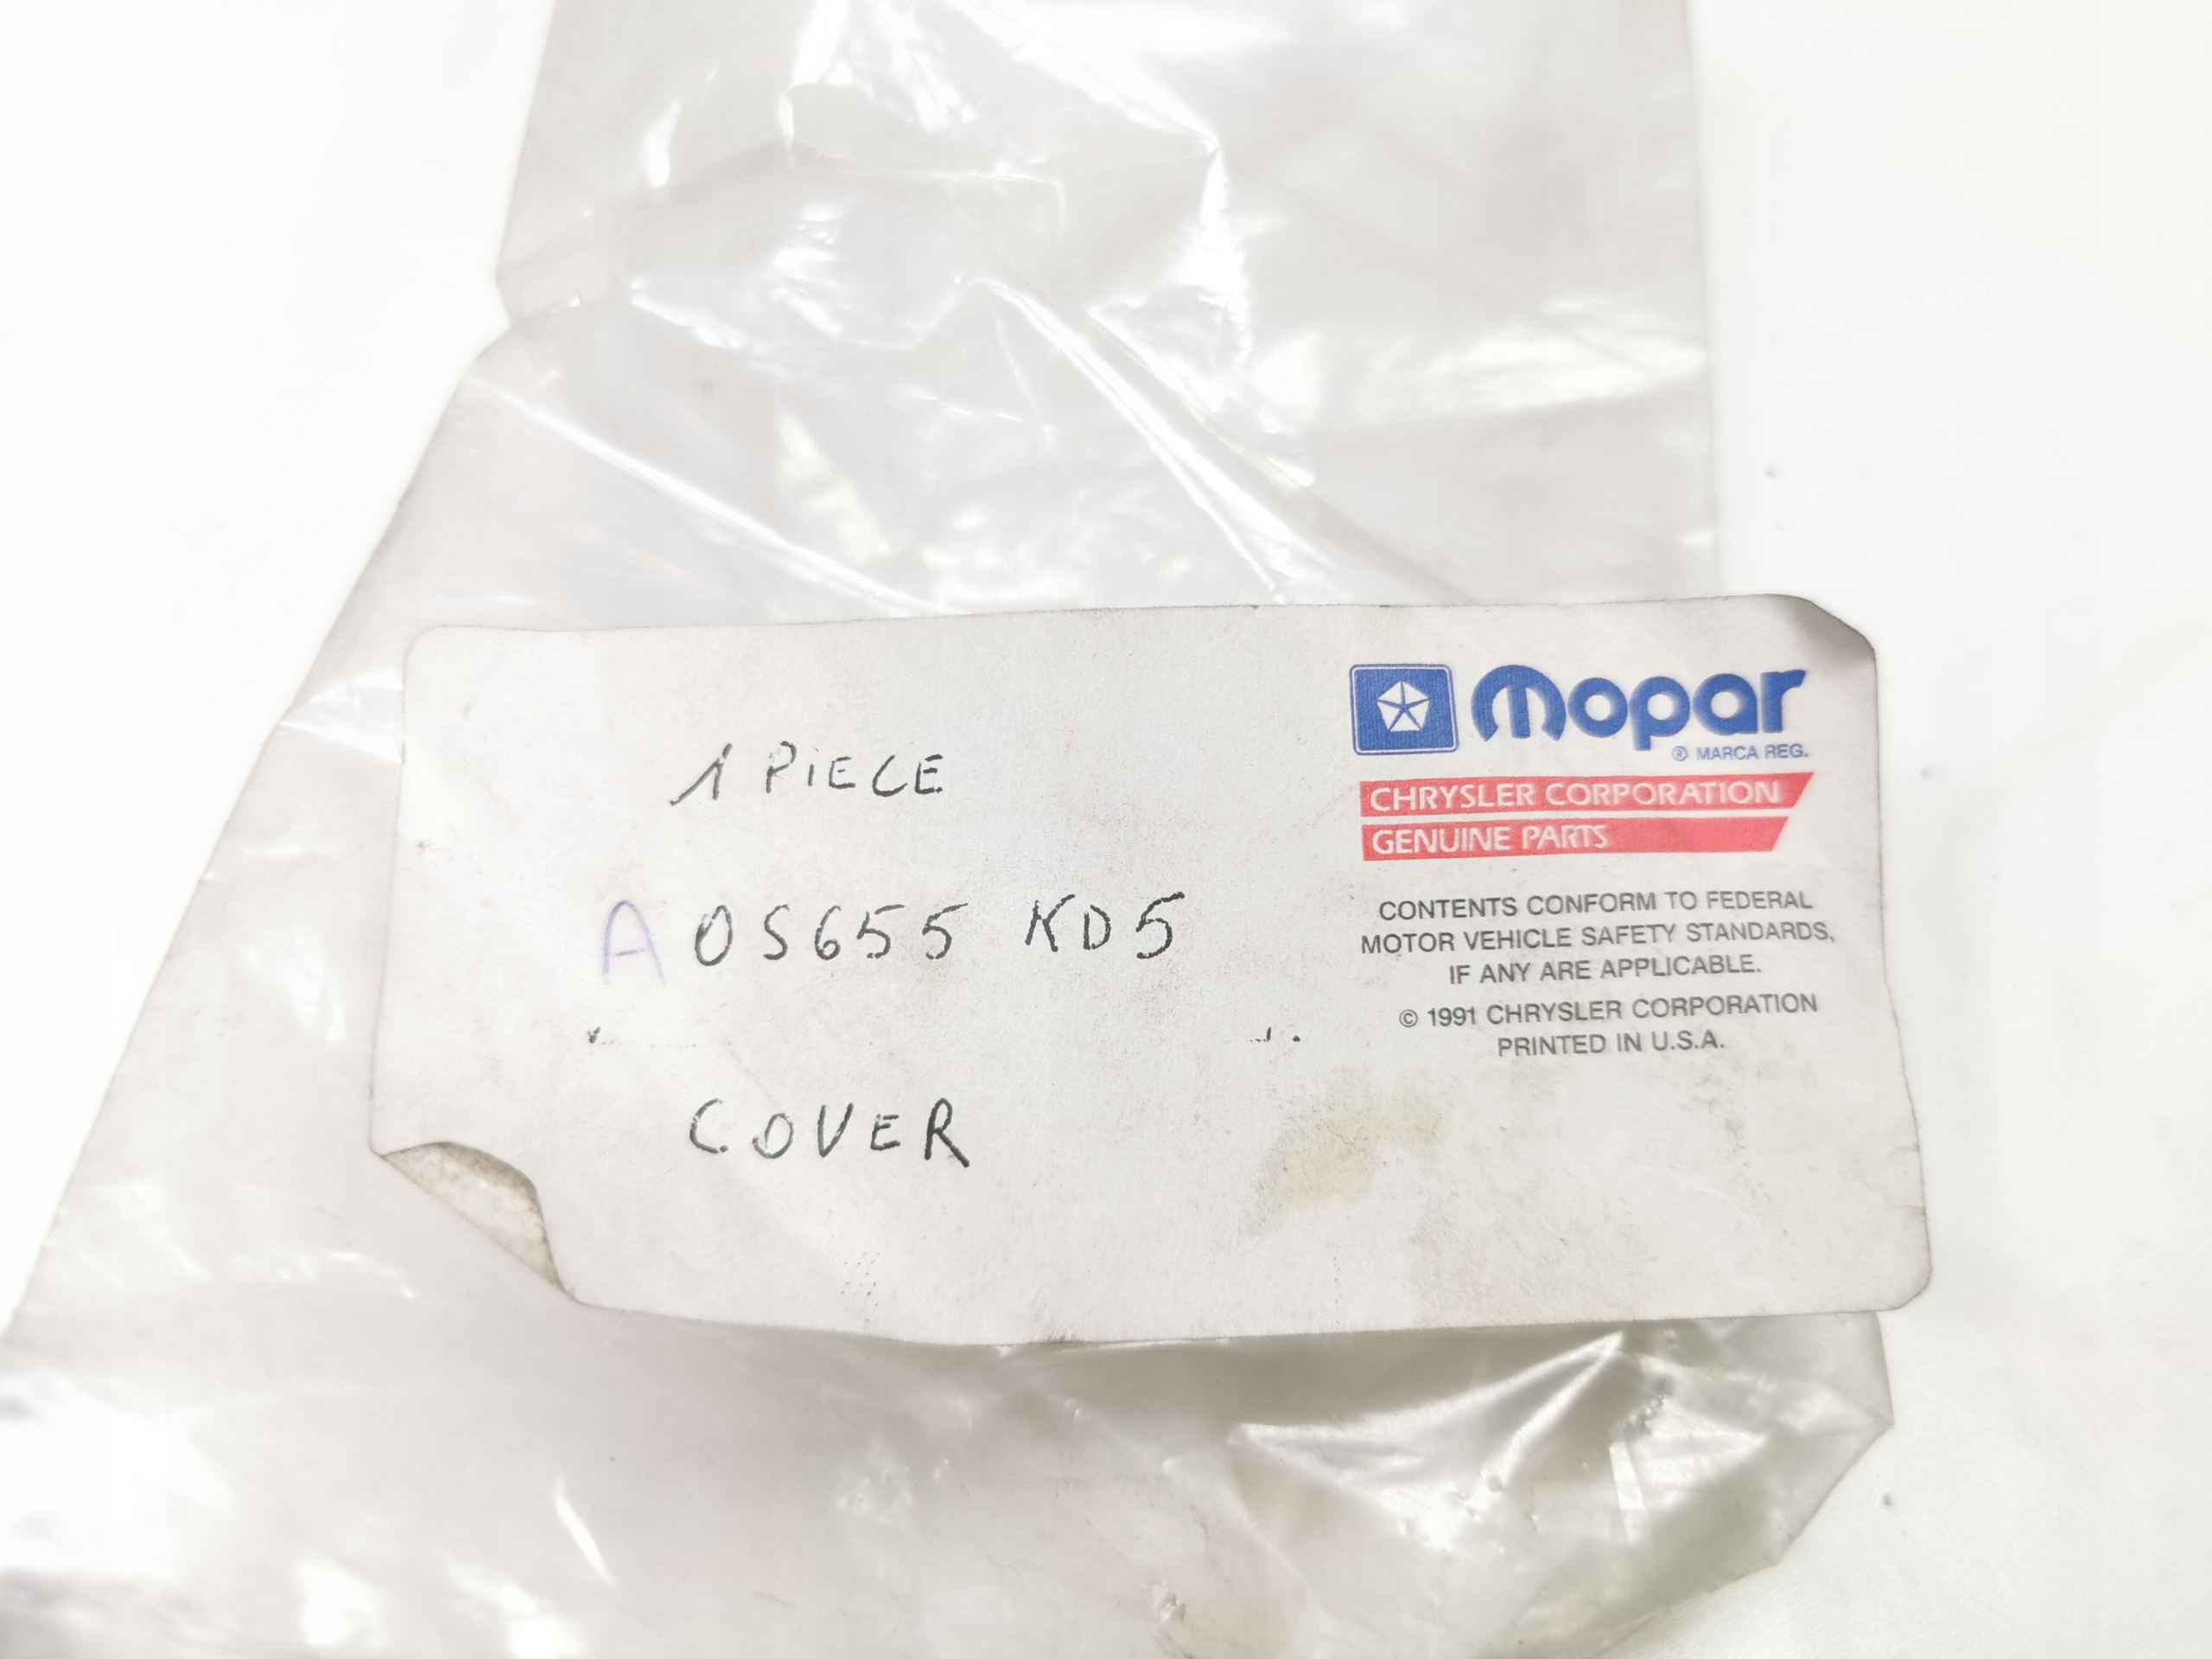 1 PIECE
A 0S655 KD5
COVER
mopar
® MARCA REG.
CHRYSLER CORPORATION
GENUINE PARTS
CONTENTS CONFORM TO FEDERAL
MOTOR VEHICLE SAFETY STANDARDS,
IF ANY ARE APPLICABLE.
© 1991 CHRYSLER CORPORATION
PRINTED IN U.S.A.